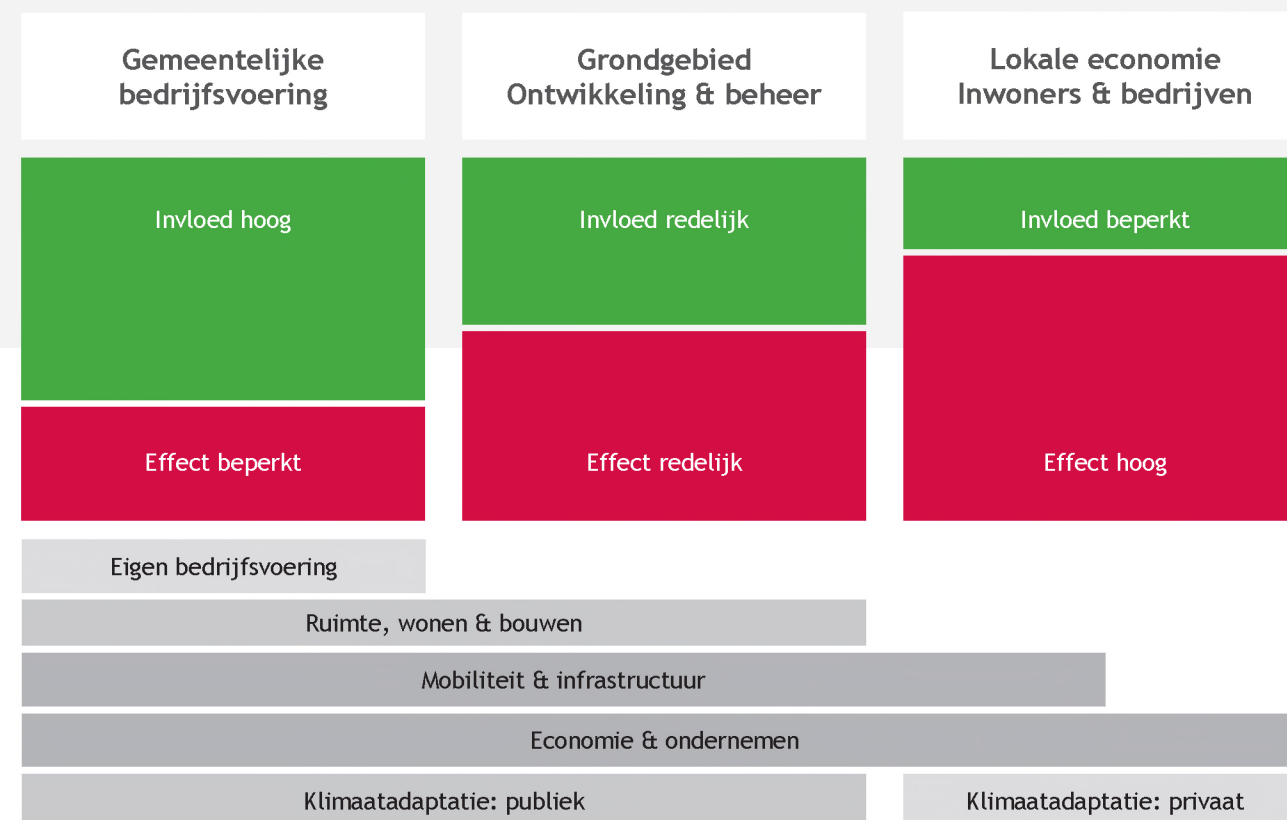 Gemeentelijke
bedrijfsvoering
Grondgebied
Ontwikkeling & beheer
Lokale economie
Inwoners & bedrijven
Invloed hoog
Invloed redelijk
Invloed beperkt
Effect beperkt
Effect redelijk
Effect hoog
Eigen bedrijfsvoering
Ruimte, wonen & bouwen
Mobiliteit & infrastructuur
Economie & ondernemen
Klimaatadaptatie: publiek
Klimaatadaptatie: privaat